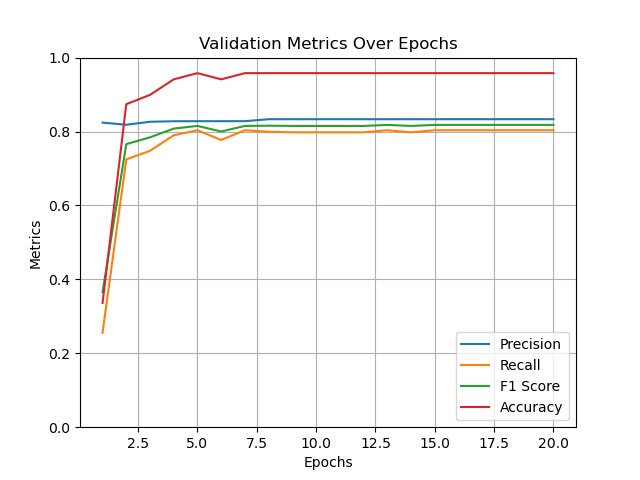 Validation Metrics Over Epochs
1.0
0.8
0.6
0.4
0.2
0.0
Metrics
2.5 5.0 7.5 10.0 12.5 15.0 17.5 20.0
Epochs
Precision
Recall
F1 Score
Accuracy